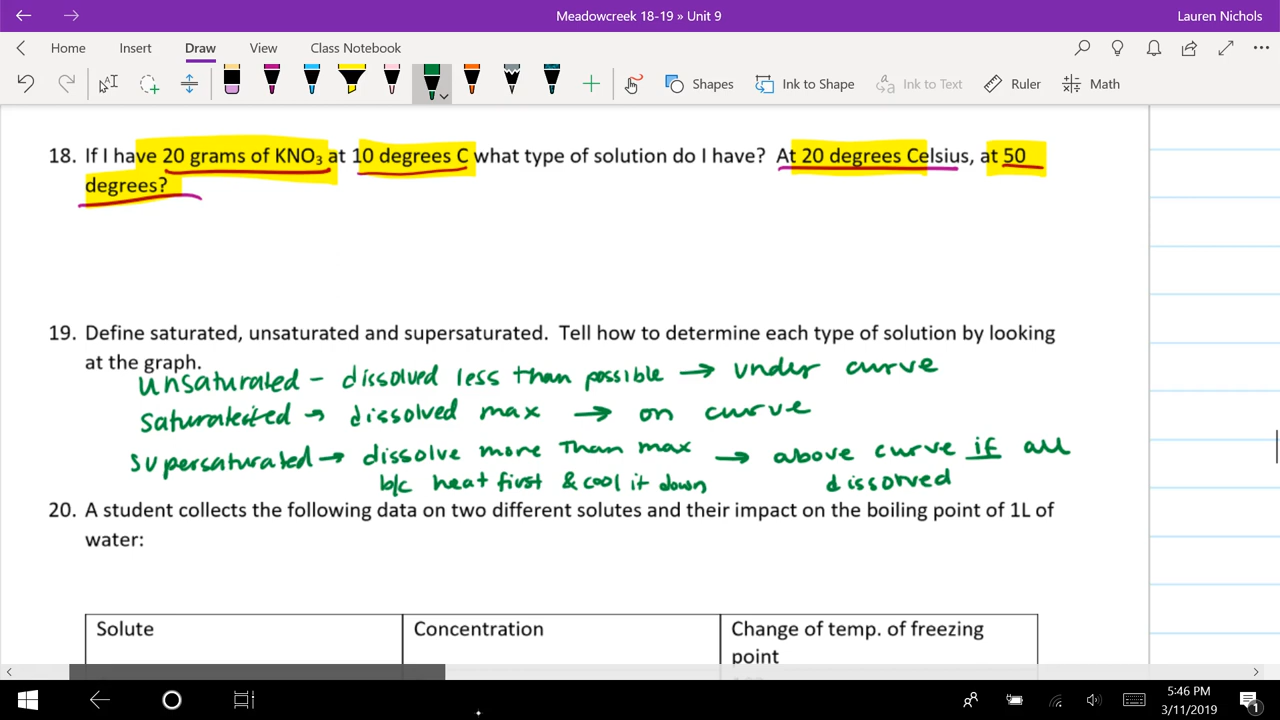 Meadowcreek 18-19 » Unit 9
Lauren Nichols
Home Insert Draw View Class Notebook
Shapes Ink to Shape Ink to Text Ruler Math
18. If I have 20 grams of KNO₃ at 10 degrees C what type of solution do I have? At 20 degrees Celsius, at 50
degrees?
19. Define saturated, unsaturated and supersaturated. Tell how to determine each type of solution by looking
at the graph.
unsaturated - dissolved less than possible → under curve
dissolved max → on curve
supersaturated → dissolve more than max → above curve if all
b/c heat first & cool it down dissolved
20. A student collects the following data on two different solutes and their impact on the boiling point of 1L of
water:
Solute Concentration Change of temp. of freezing
point
5:46 PM
3/11/2019
1